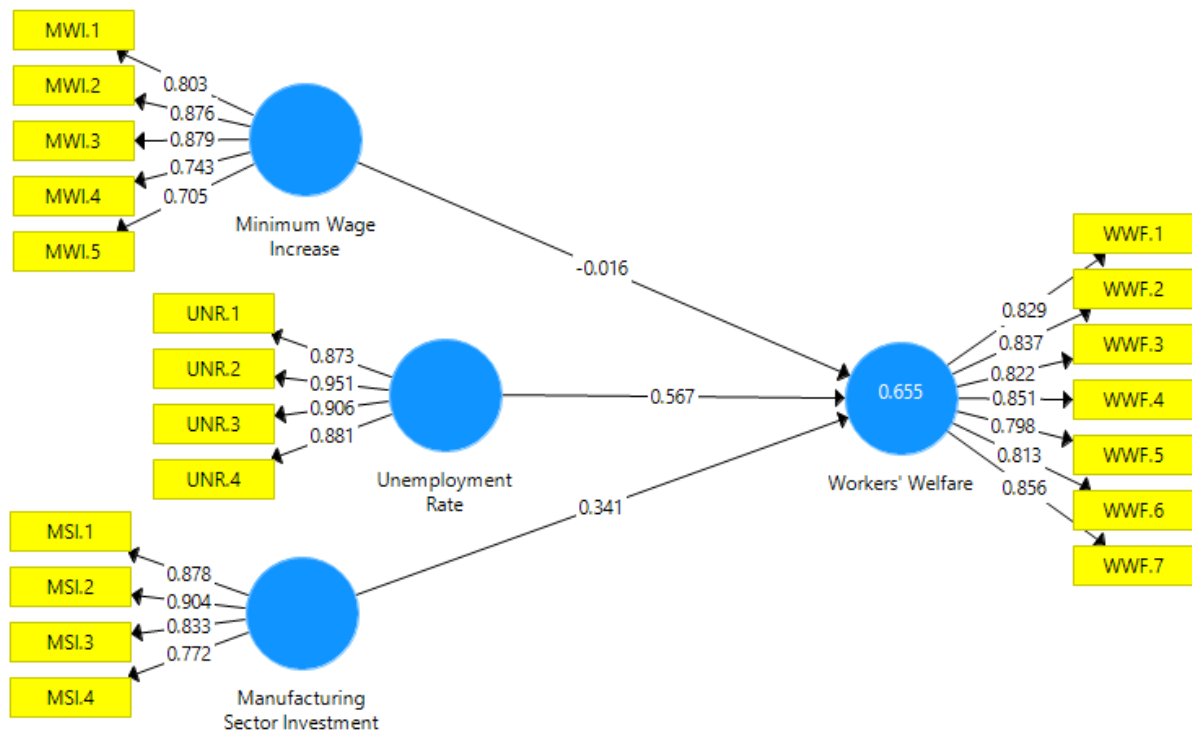 MWI.1
MWI.2
MWI.3
MWI.4
MWI.5
0.803
0.876
0.879
0.743
0.705
Minimum Wage
Increase
-0.016
UNR.1
UNR.2
UNR.3
UNR.4
0.873
0.951
0.906
0.881
Unemployment
Rate
0.567
MSI.1
MSI.2
MSI.3
MSI.4
0.878
0.904
0.833
0.772
Manufacturing
Sector Investment
0.341
0.655
Workers' Welfare
0.829
0.837
0.822
0.851
0.798
0.813
0.856
WWF.1
WWF.2
WWF.3
WWF.4
WWF.5
WWF.6
WWF.7